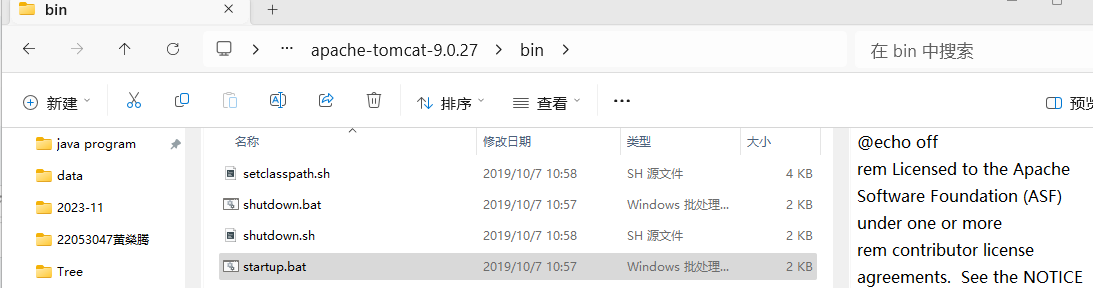 bin
apache-tomcat-9.0.27 bin 在 bin 中搜索
新建 排序 查看 预览
名称 修改日期 类型 大小
java program
data
2023-11
22053047黄燊腾
Tree
setclasspath.sh 2019/10/7 10:58 SH 源文件 4 KB
shutdown.bat 2019/10/7 10:57 Windows 批处理... 2 KB
shutdown.sh 2019/10/7 10:58 SH 源文件 2 KB
startup.bat 2019/10/7 10:57 Windows 批处理... 2 KB
@echo off
rem Licensed to the Apache
Software Foundation (ASF)
under one or more
rem contributor license
agreements.  See the NOTICE